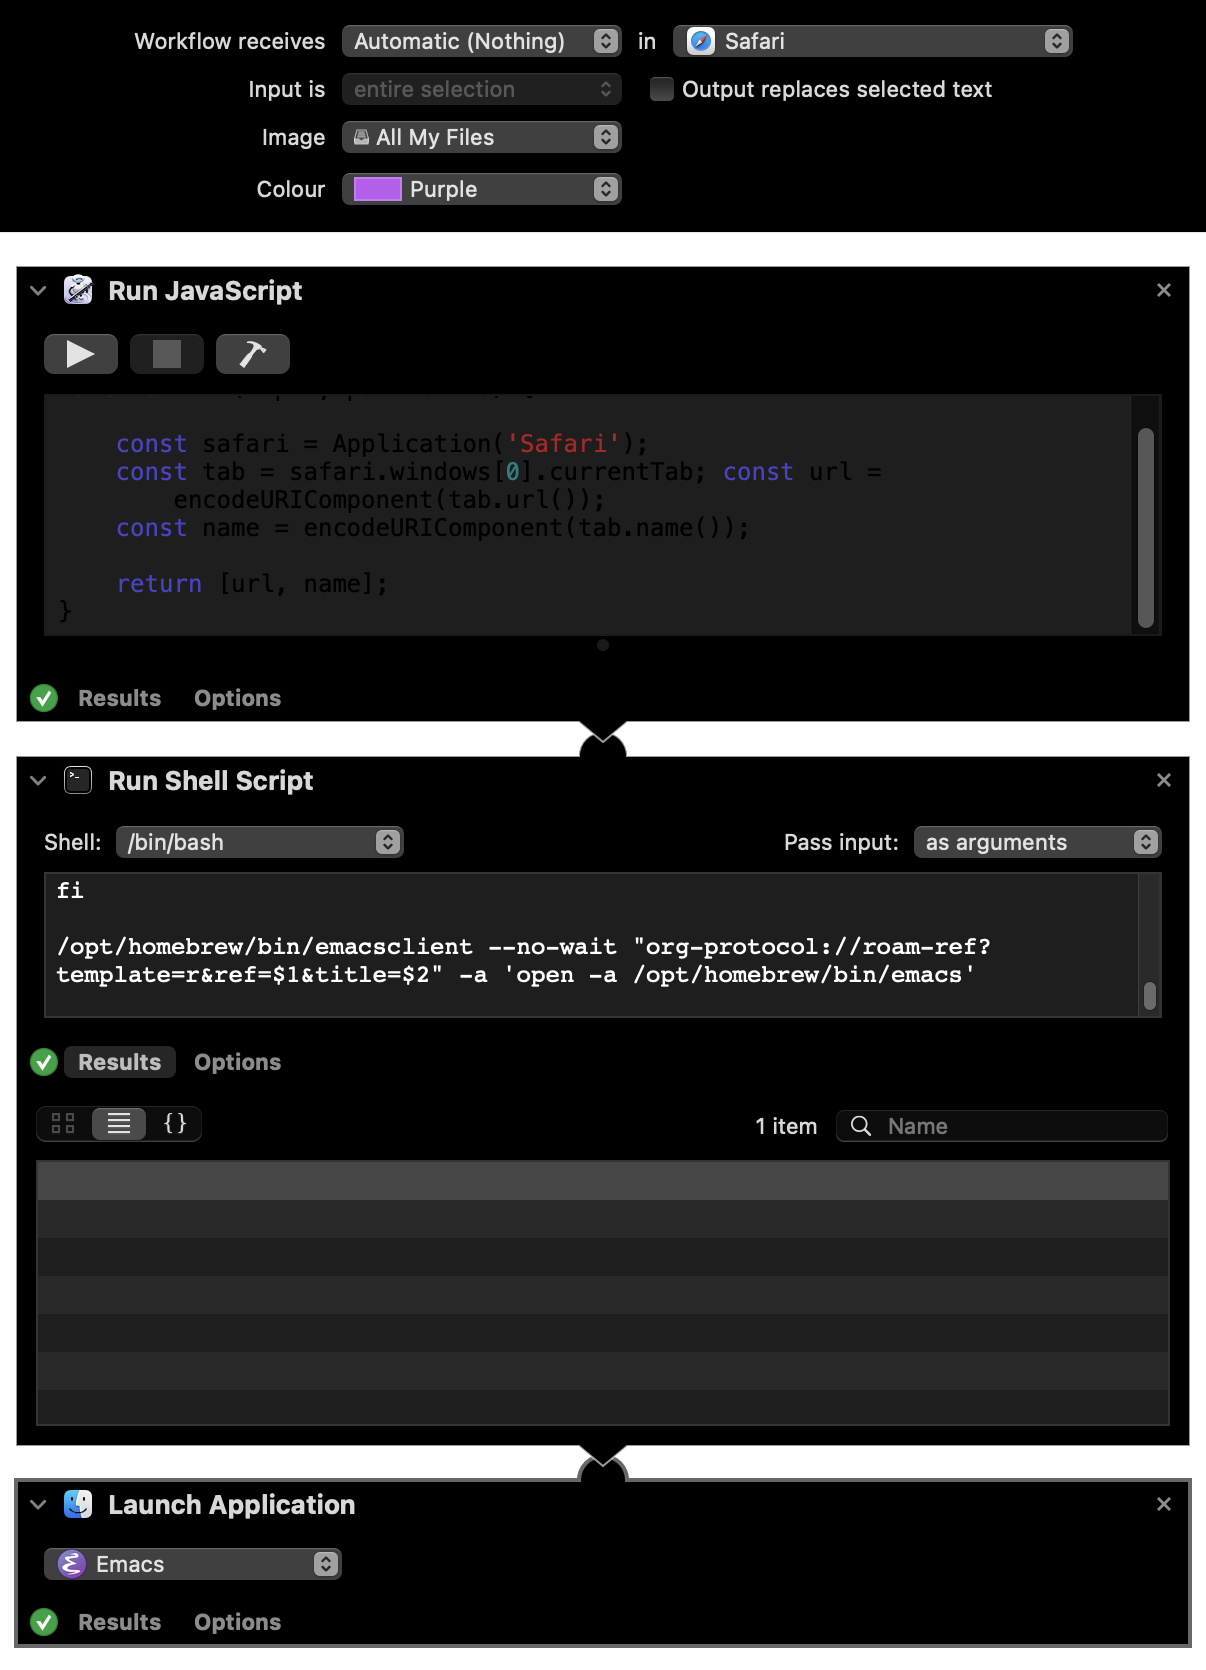 Workflow receives Automatic (Nothing) in Safari
Input is entire selection Output replaces selected text
Image All My Files
Colour Purple
Run JavaScript
const safari = Application('Safari');
const tab = safari.windows[0].currentTab; const url =
encodeURIComponent(tab.url());
const name = encodeURIComponent(tab.name());
return [url, name];
}
Results Options
Run Shell Script
Shell: /bin/bash Pass input: as arguments
fi
/opt/homebrew/bin/emacsclient --no-wait "org-protocol://roam-ref?
template=r&ref=$1&title=$2" -a 'open -a /opt/homebrew/bin/emacs'
Results Options
{} 1 item Name
Launch Application
Emacs
Results Options